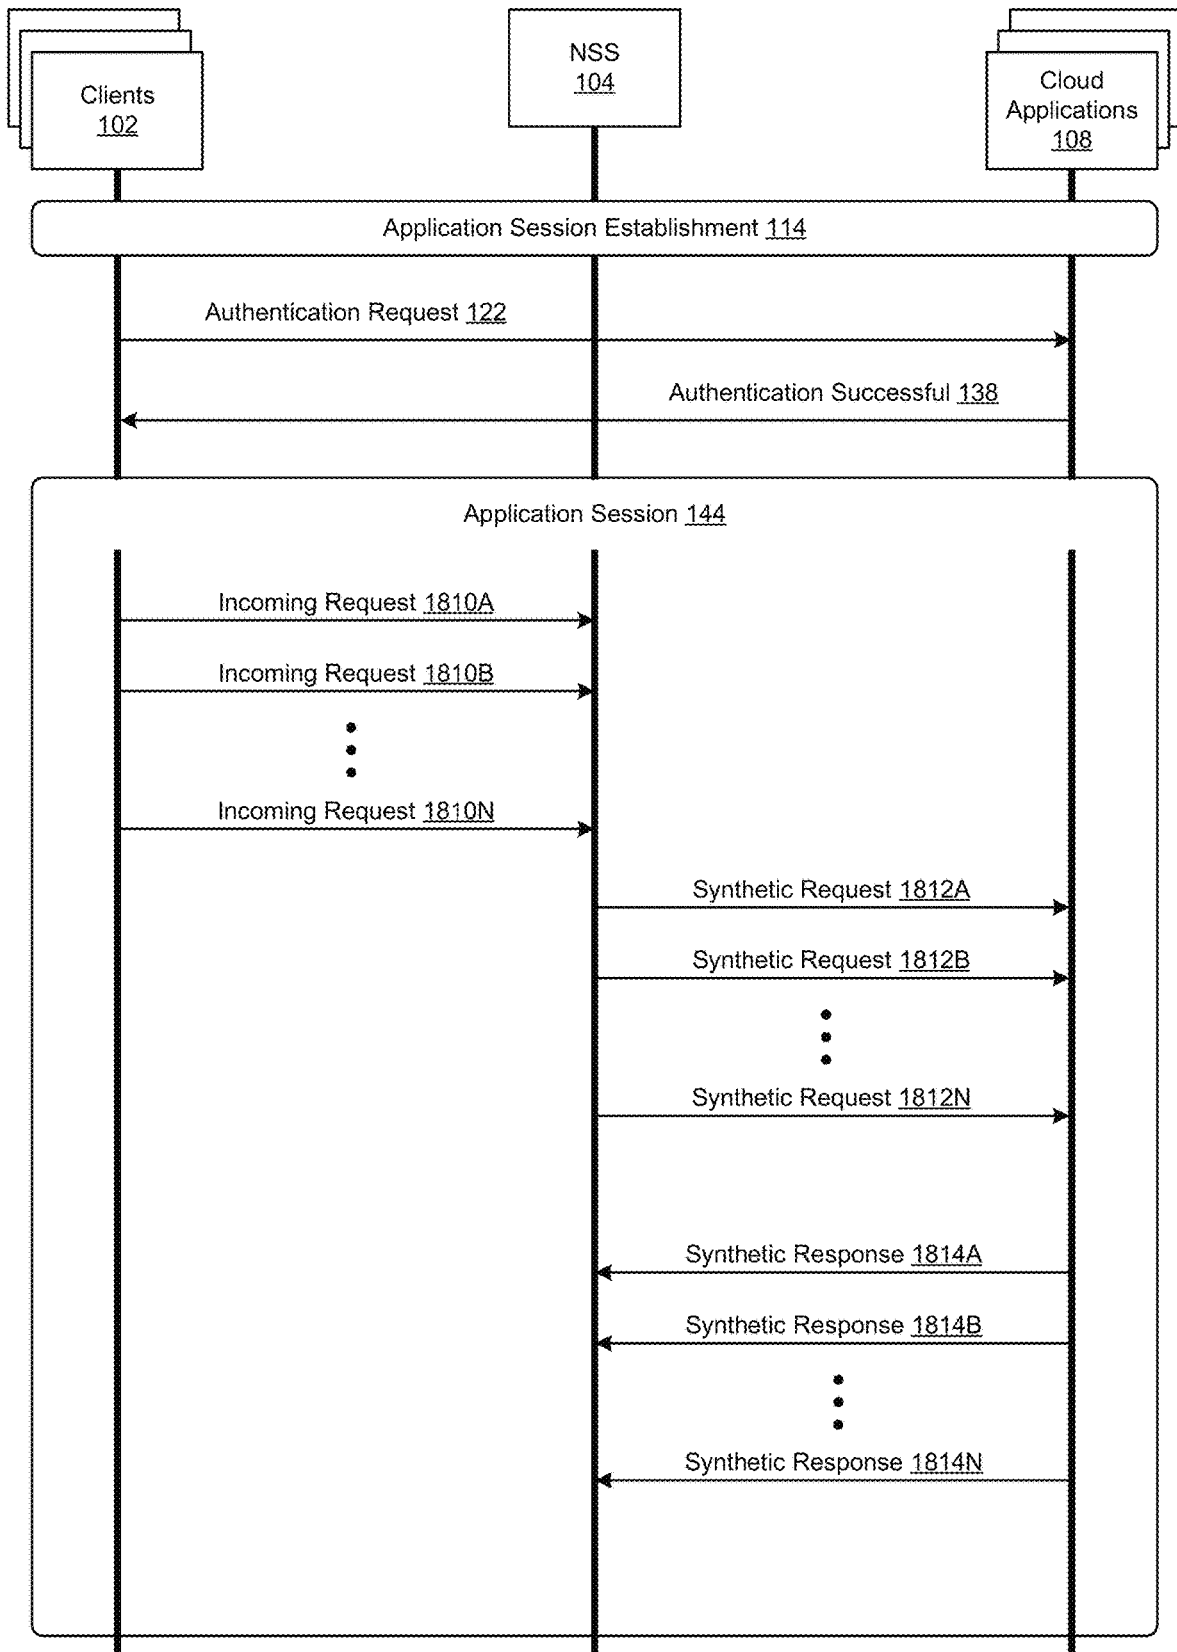 Clients
102
NSS
104
Cloud
Applications
108
Application Session Establishment 114
Authentication Request 122
Authentication Successful 138
Application Session 144
Incoming Request 1810A
Incoming Request 1810B
Incoming Request 1810N
Synthetic Request 1812A
Synthetic Request 1812B
Synthetic Request 1812N
Synthetic Response 1814A
Synthetic Response 1814B
Synthetic Response 1814N